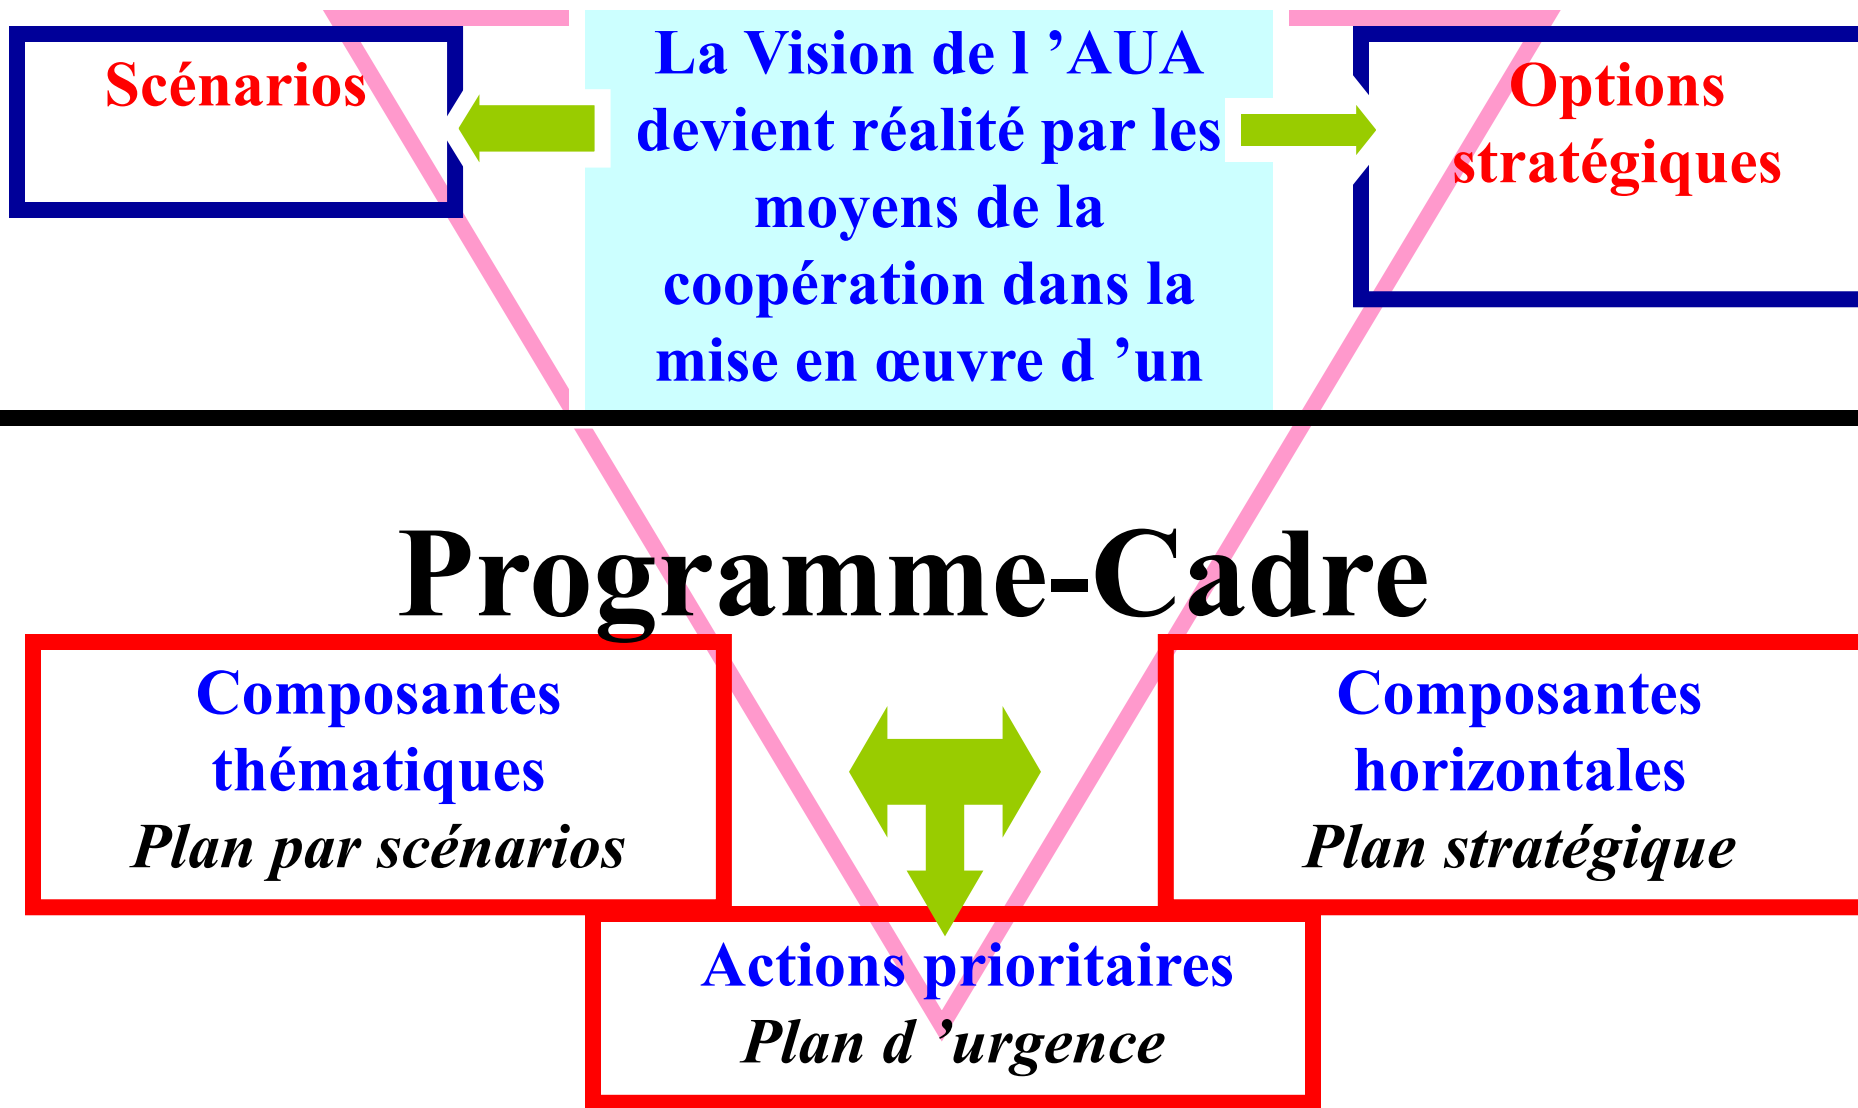 Scénarios
La Vision de l ’AUA
devient réalité par les
moyens de la
coopération dans la
mise en œuvre d ’un
Options
stratégiques
Programme-Cadre
Composantes
thématiques
Plan par scénarios
Composantes
horizontales
Plan stratégique
Actions prioritaires
Plan d ’urgence